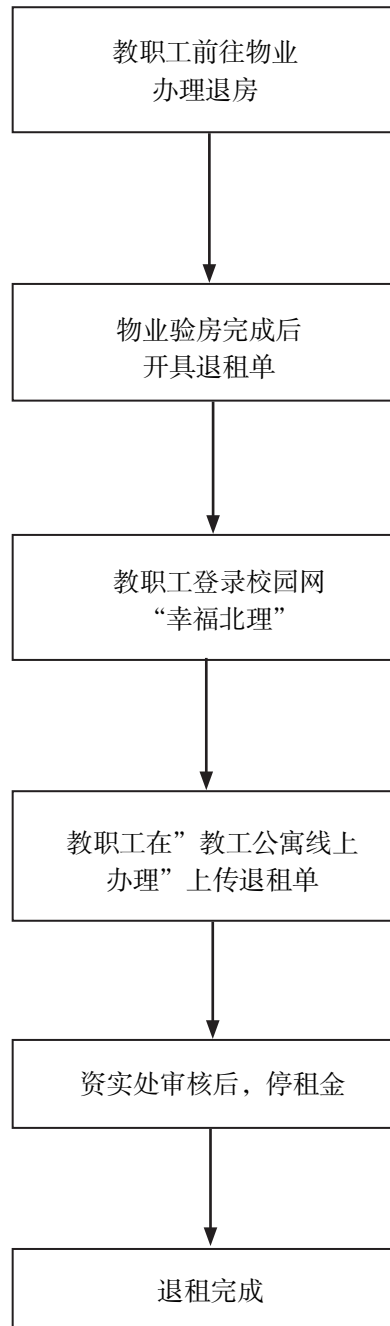 教职工前往物业
办理退房
物业验房完成后
开具退租单
教职工登录校园网
“幸福北理”
教职工在”教工公寓线上
办理”上传退租单
资实处审核后，停租金
退租完成